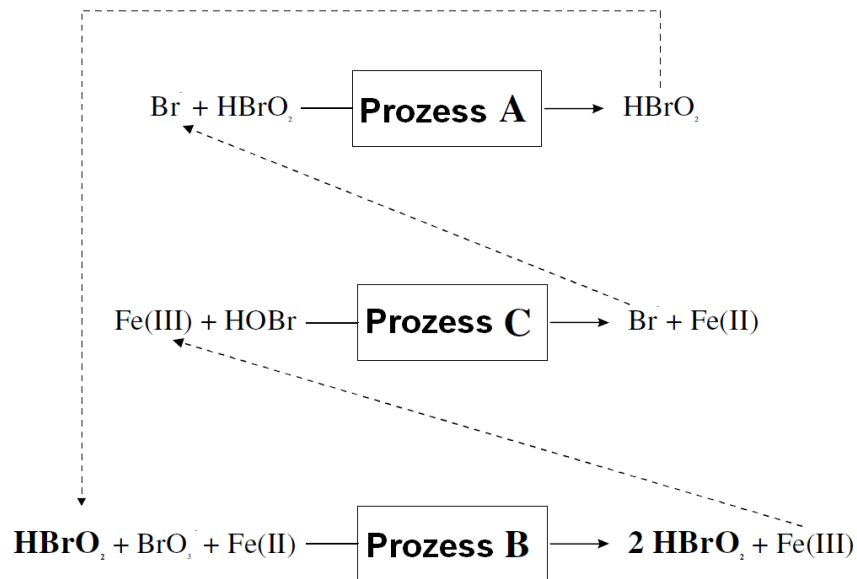 Br⁻ + HBrO₂ Prozess A HBrO₂
Fe(III) + HOBr Prozess C Br⁻ + Fe(II)
HBrO₂ + BrO₃⁻ + Fe(II) Prozess B 2 HBrO₂ + Fe(III)